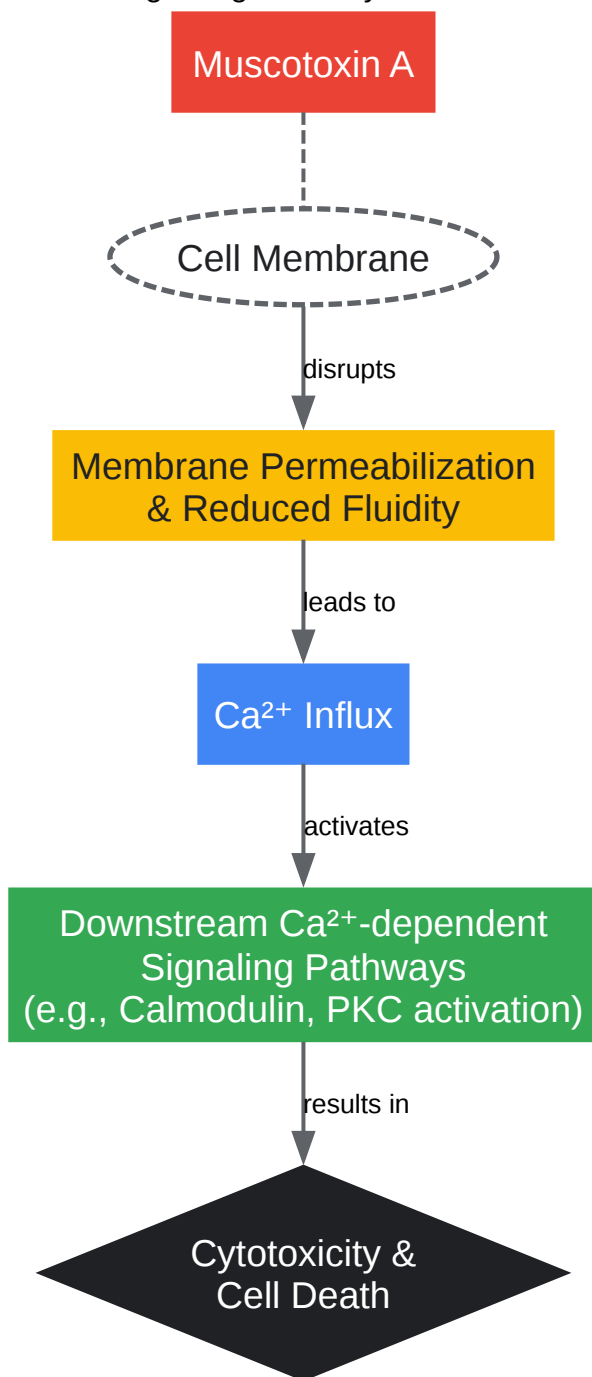 Muscotoxin A
Cell Membrane
disrupts
Membrane Permeabilization
& Reduced Fluidity
leads to
Ca²⁺ Influx
activates
Downstream Ca²⁺-dependent
Signaling Pathways
(e.g., Calmodulin, PKC activation)
results in
Cytotoxicity &
Cell Death